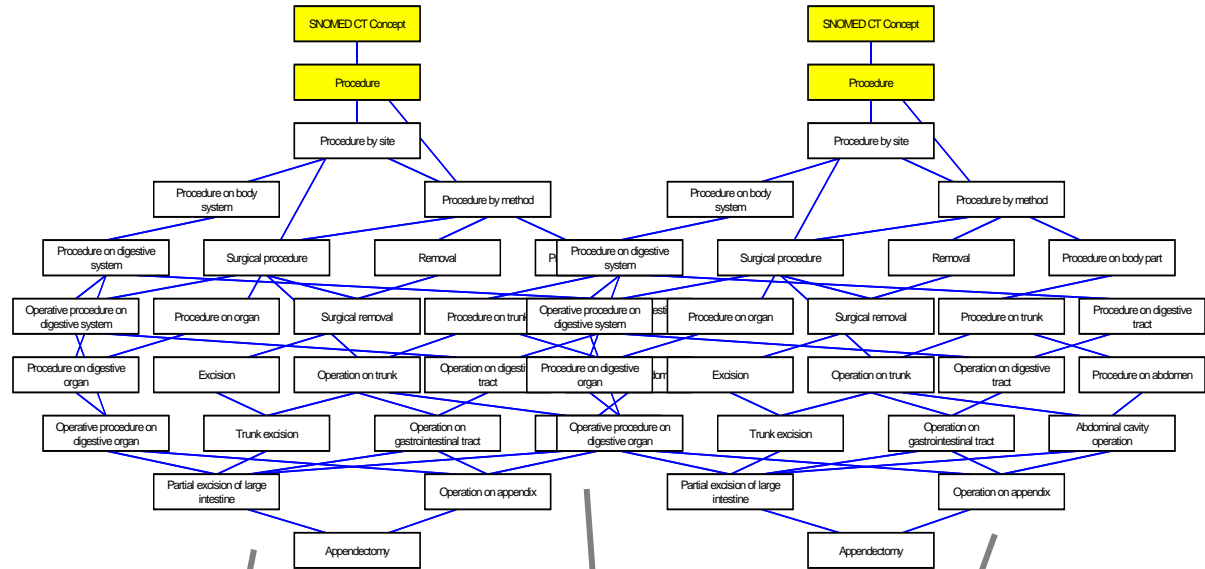 SNOMED CT Concept
SNOMED CT Concept
Procedure
Procedure
Procedure by site
Procedure by site
Procedure on body
system
Procedure by method
Procedure on body
system
Procedure by method
Procedure on digestive
system
Surgical procedure
Removal
Procedure on digestive
system
Surgical procedure
Removal
Procedure on body part
Operative procedure on
digestive system
Procedure on organ
Surgical removal
Procedure on trunk
Operative procedure on
digestive system
Procedure on organ
Surgical removal
Procedure on trunk
Procedure on digestive
tract
Procedure on digestive
organ
Excision
Operation on trunk
Operation on digestive
tract
Procedure on digestive
organ
Excision
Operation on trunk
Operation on digestive
tract
Procedure on abdomen
Operative procedure on
digestive organ
Trunk excision
Operation on
gastrointestinal tract
Operative procedure on
digestive organ
Trunk excision
Operation on
gastrointestinal tract
Abdominal cavity
operation
Partial excision of large
intestine
Operation on appendix
Partial excision of large
intestine
Operation on appendix
Appendectomy
Appendectomy